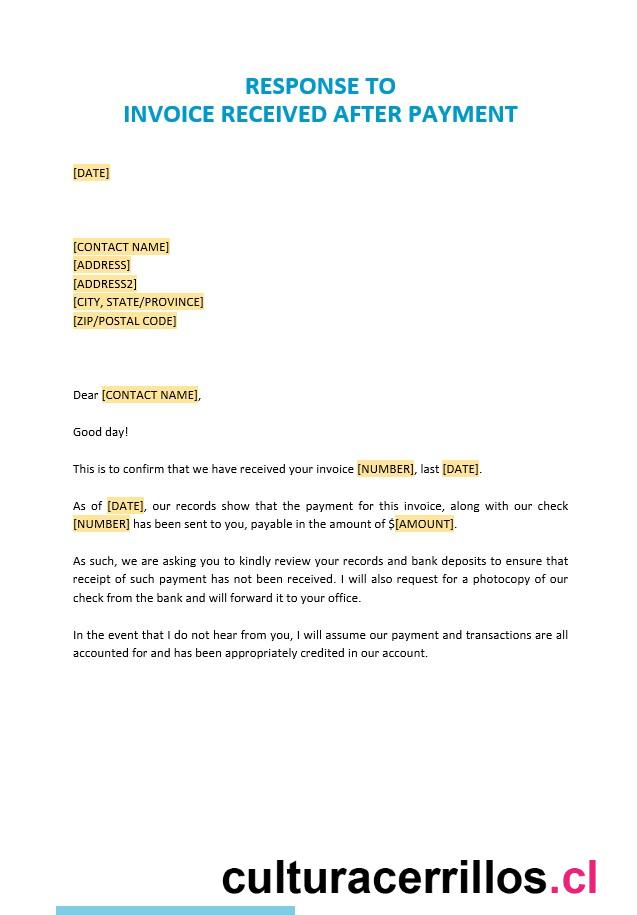 RESPONSE TO
INVOICE RECEIVED AFTER PAYMENT
[DATE]
[CONTACT NAME]
[ADDRESS]
[ADDRESS2]
[CITY, STATE/PROVINCE]
[ZIP/POSTAL CODE]
Dear [CONTACT NAME],
Good day!
This is to confirm that we have received your invoice [NUMBER], last [DATE].
As of [DATE], our records show that the payment for this invoice, along with our check
[NUMBER] has been sent to you, payable in the amount of $[AMOUNT].
As such, we are asking you to kindly review your records and bank deposits to ensure that
receipt of such payment has not been received. I will also request for a photocopy of our
check from the bank and will forward it to your office.
In the event that I do not hear from you, I will assume our payment and transactions are all
accounted for and has been appropriately credited in our account.
culturacerrillos.cl